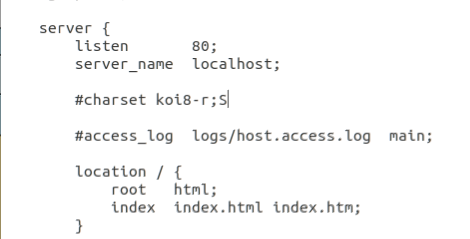 server {
    listen       80;
    server_name  localhost;
    #charset koi8-r;S
    #access_log  logs/host.access.log  main;
    location / {
        root   html;
        index  index.html index.htm;
    }